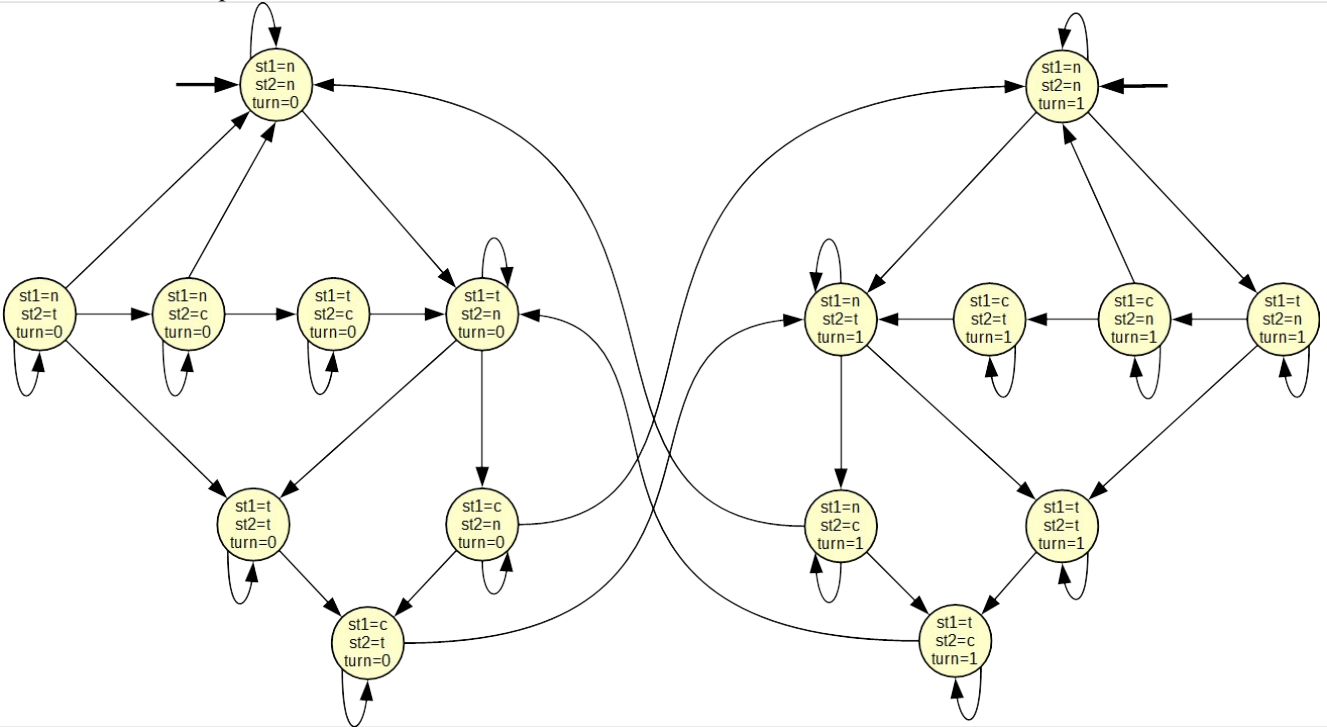 st1=n
st2=n
turn=0
st1=n
st2=n
turn=1
st1=n
st2=t
turn=0
st1=n
st2=c
turn=0
st1=t
st2=c
turn=0
st1=t
st2=n
turn=0
st1=n
st2=t
turn=1
st1=c
st2=t
turn=1
st1=c
st2=n
turn=1
st1=t
st2=n
turn=1
st1=t
st2=t
turn=0
st1=c
st2=n
turn=0
st1=n
st2=c
turn=1
st1=t
st2=t
turn=1
st1=c
st2=t
turn=0
st1=t
st2=c
turn=1